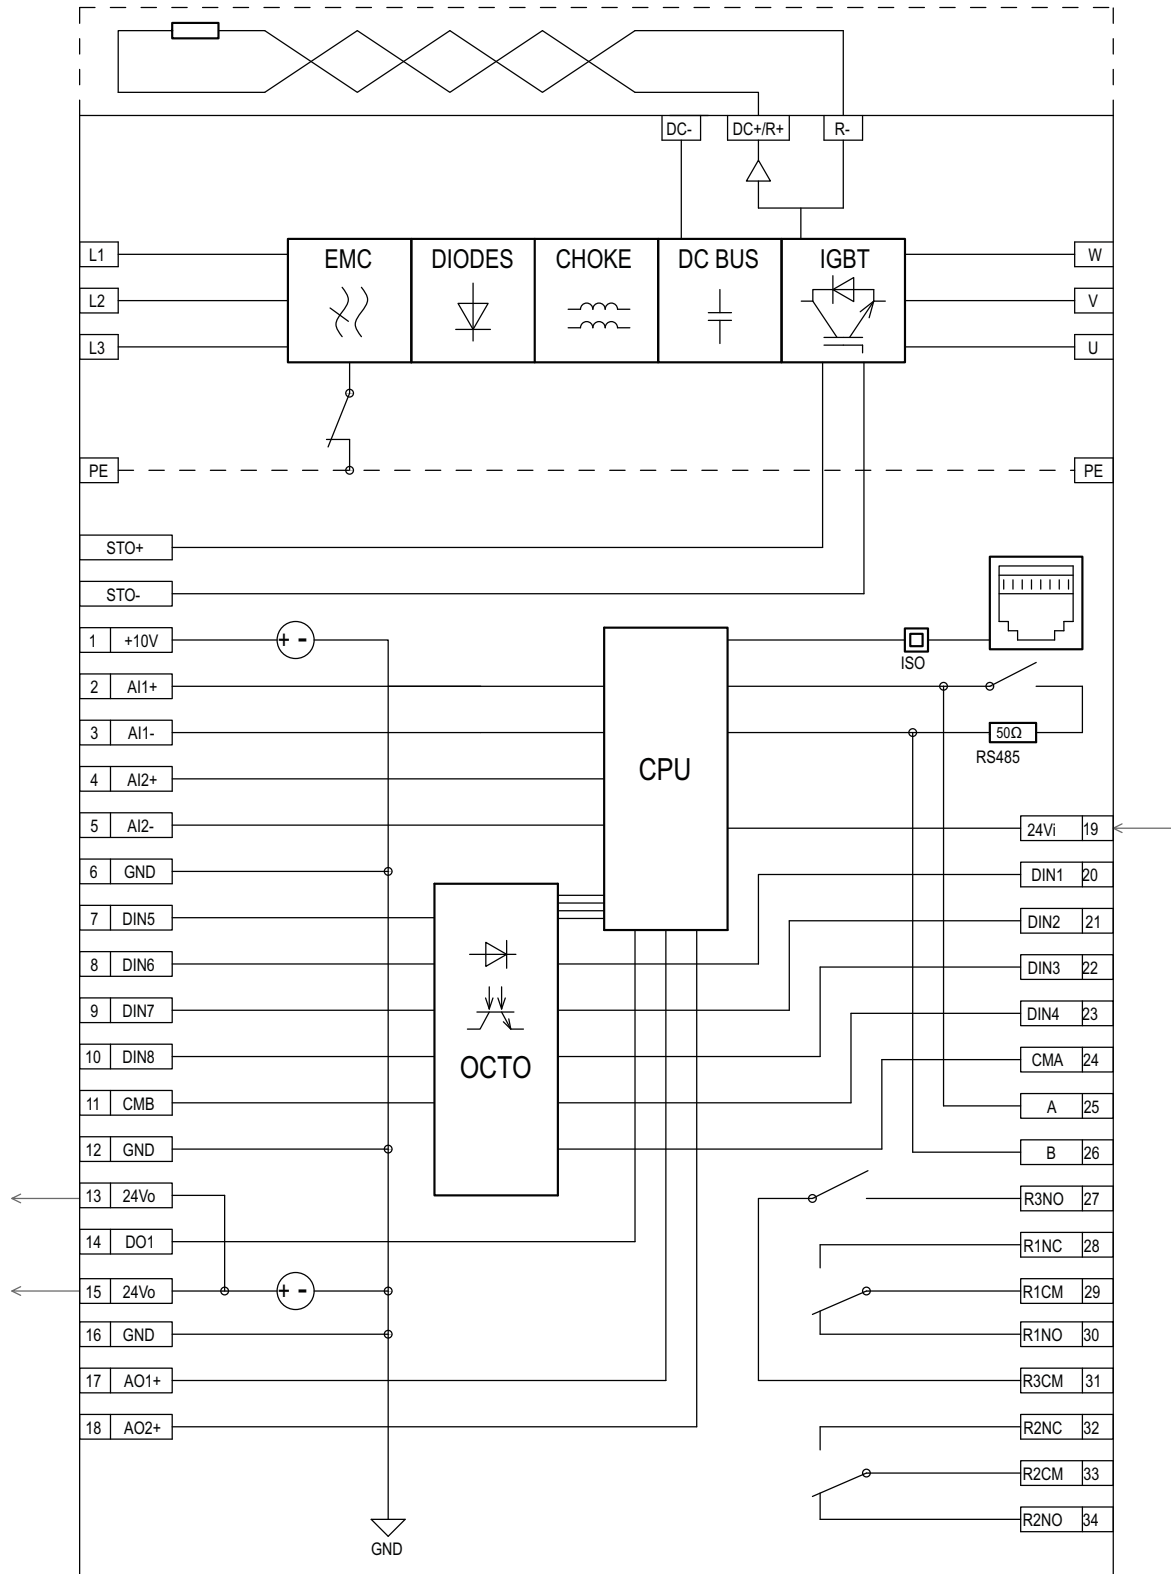 DC- DC+/R+ R-
EMC DIODES CHOKE DC BUS IGBT
L1 W
L2 V
L3 U
PE PE
STO+
STO-
1 +10V + -
ISO
2 AI1+
3 AI1- 50Ω
RS485
CPU
4 AI2+
5 AI2- 24Vi 19
6 GND DIN1 20
7 DIN5 DIN2 21
8 DIN6 DIN3 22
9 DIN7 DIN4 23
10 DIN8 CMA 24
OCTO
11 CMB A 25
12 GND B 26
13 24Vo R3NO 27
14 DO1 R1NC 28
15 24Vo + - R1CM 29
16 GND R1NO 30
17 AO1+ R3CM 31
18 AO2+ R2NC 32
R2CM 33
R2NO 34
GND